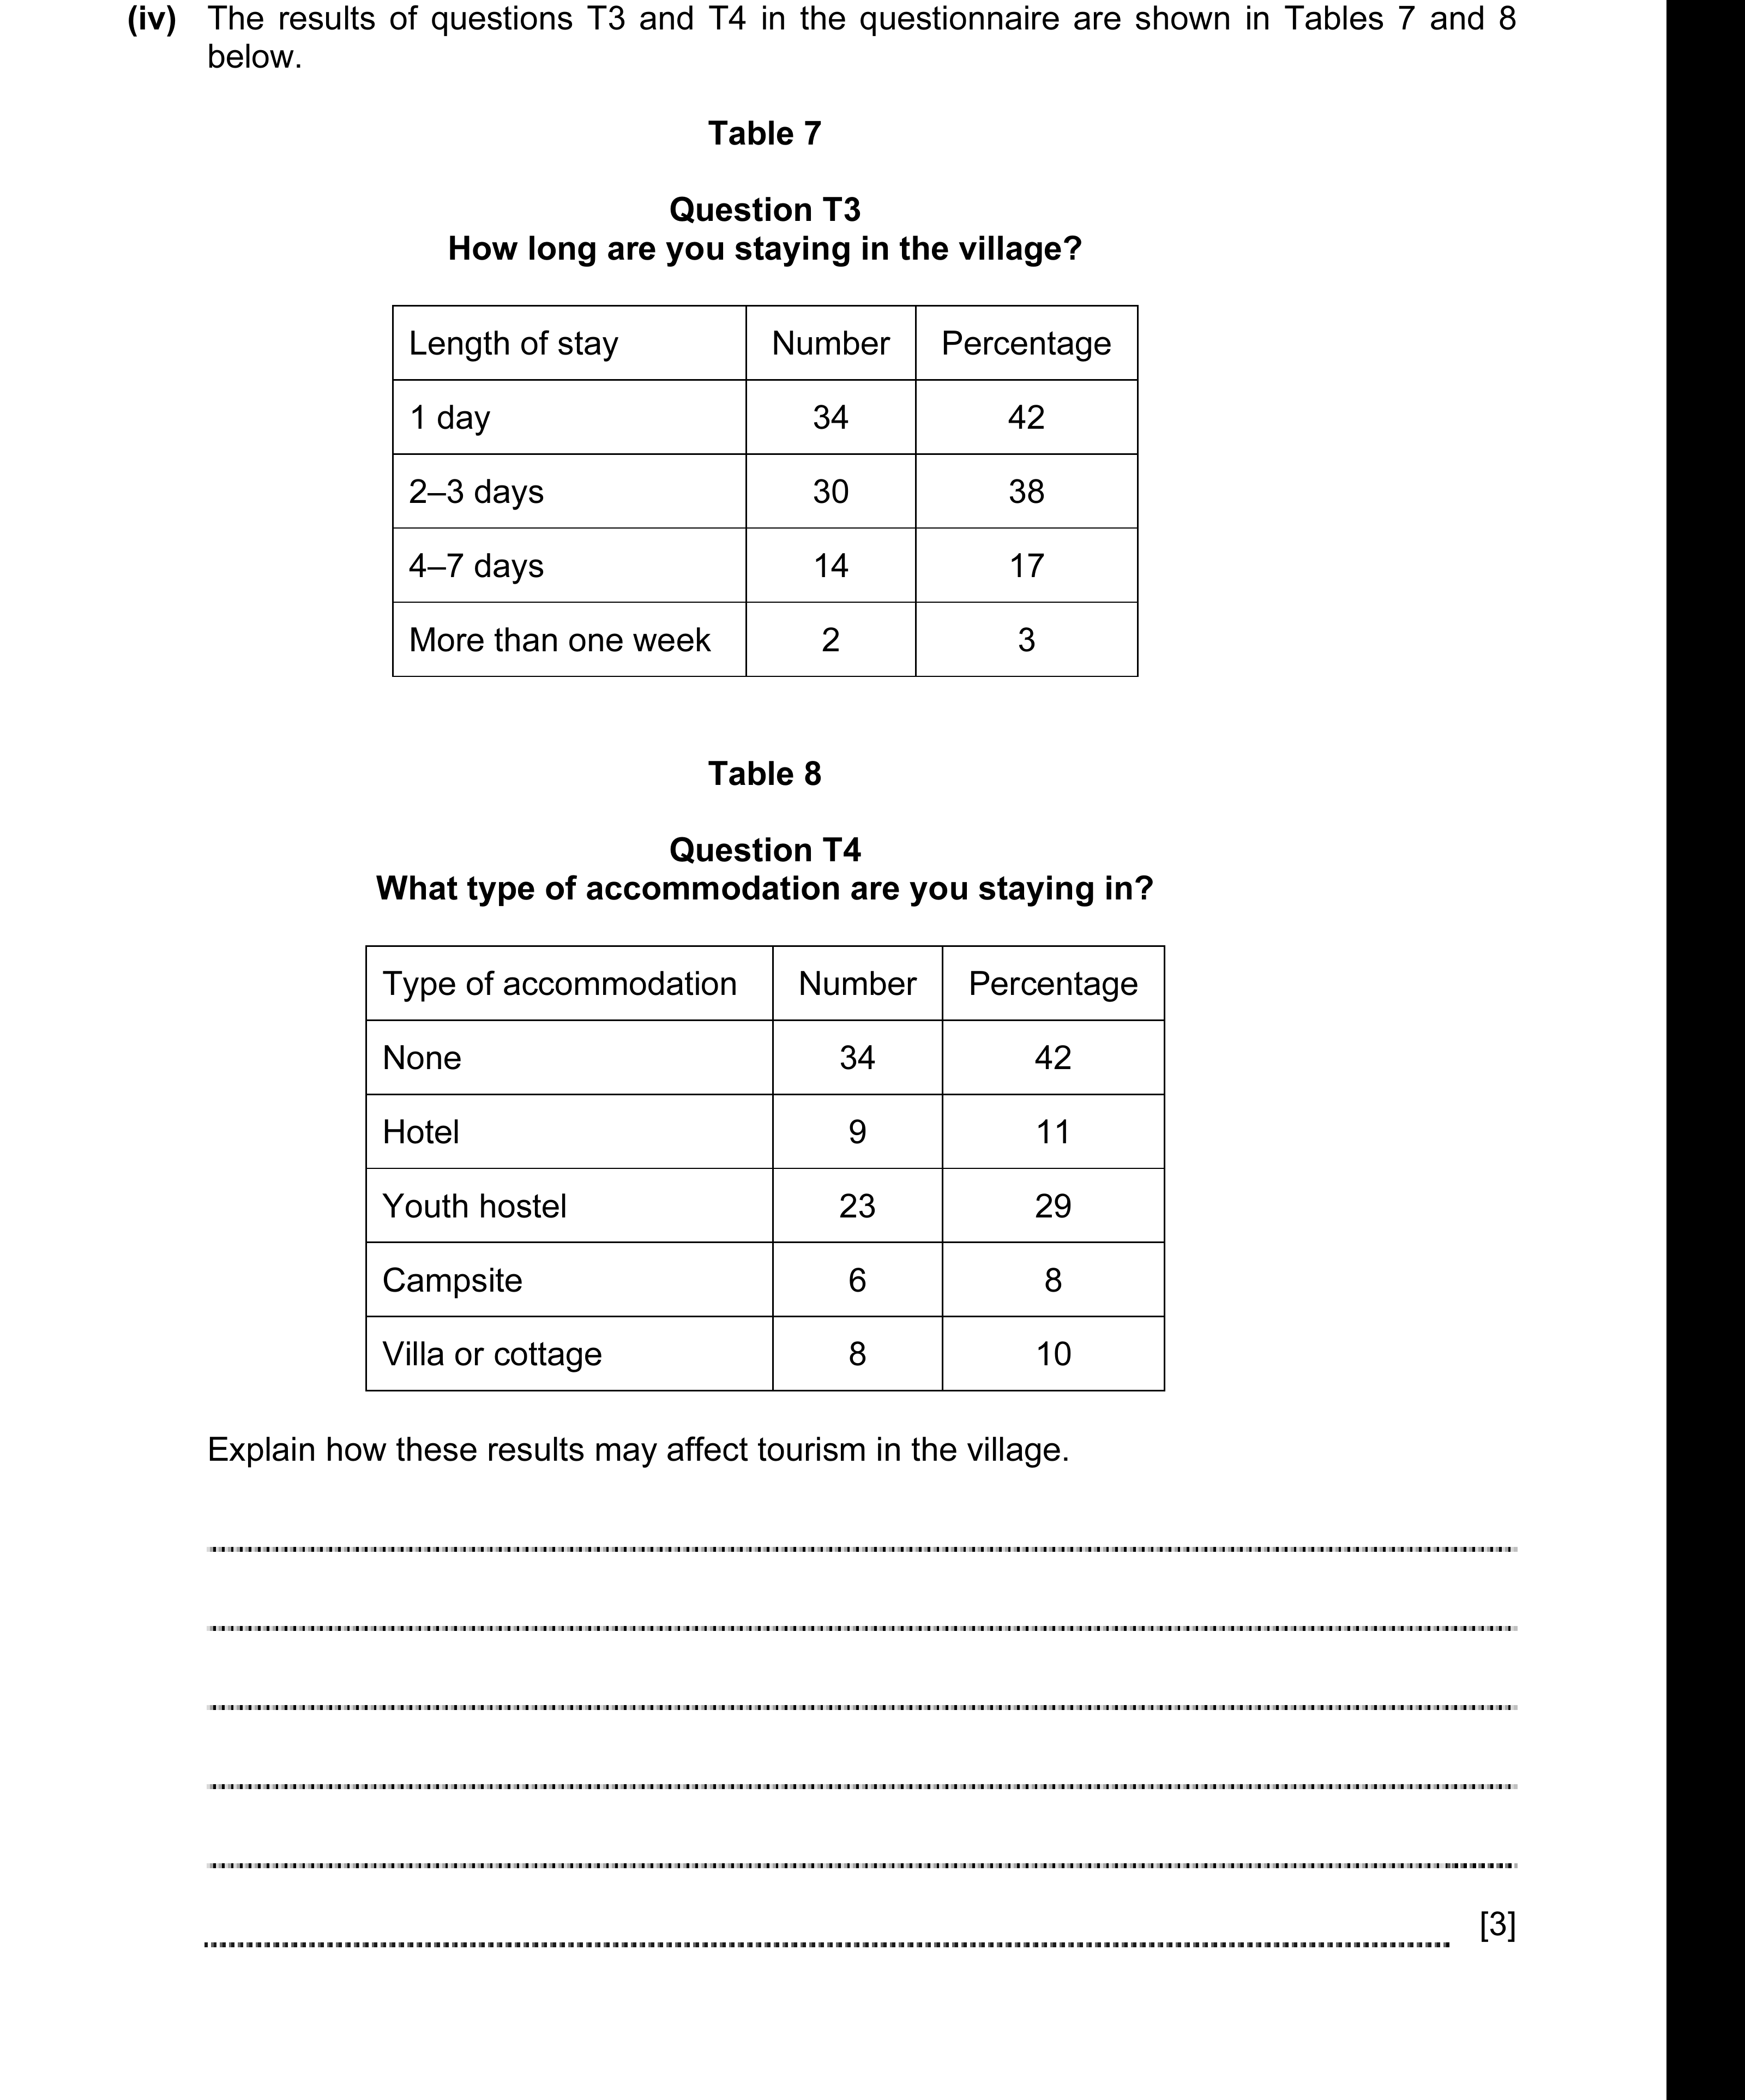 (iv) The results of questions T3 and T4 in the questionnaire are shown in Tables 7 and 8
below.
Table 7
Question T3
How long are you staying in the village?
Length of stay Number Percentage
1 day 34 42
2–3 days 30 38
4–7 days 14 17
More than one week 2 3
Table 8
Question T4
What type of accommodation are you staying in?
Type of accommodation Number Percentage
None 34 42
Hotel 9 11
Youth hostel 23 29
Campsite 6 8
Villa or cottage 8 10
Explain how these results may affect tourism in the village.
[3]